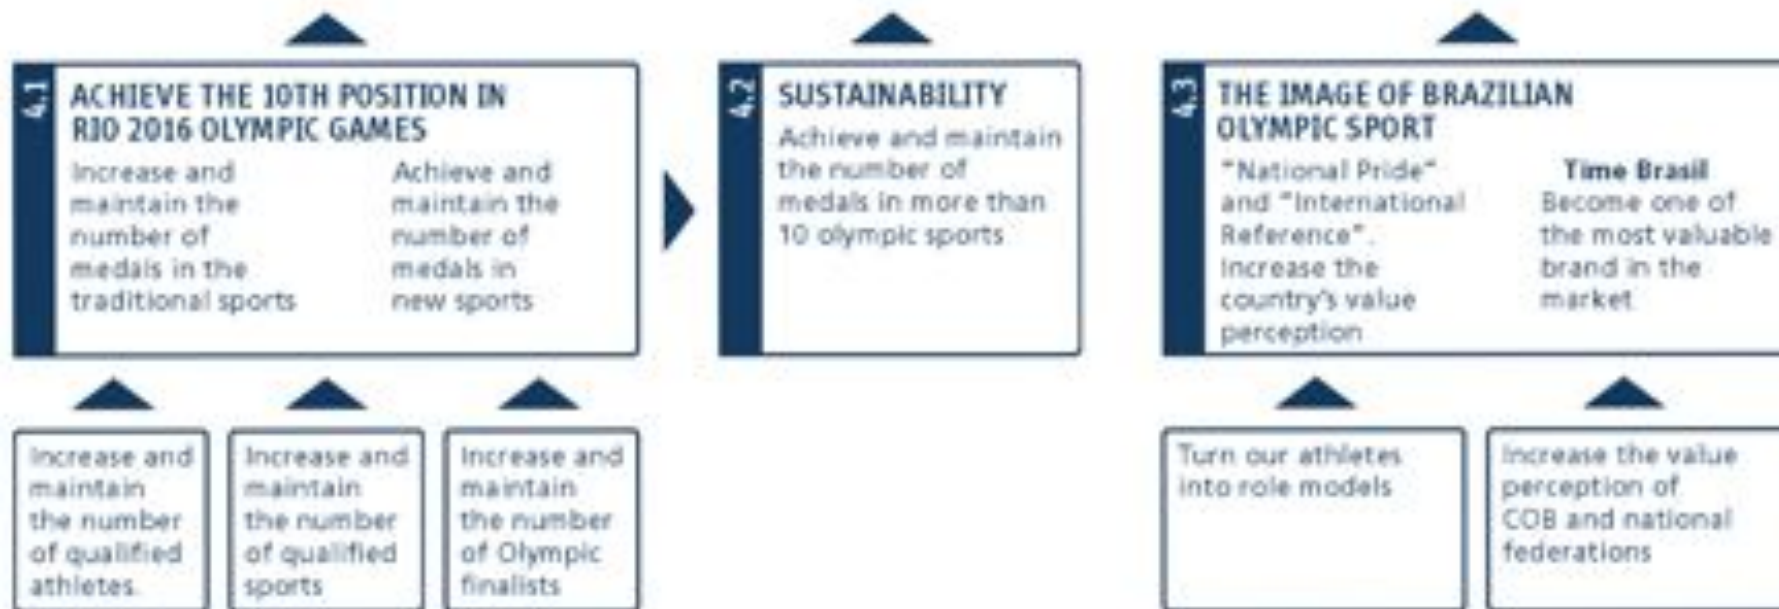 4.1
ACHIEVE THE 10TH POSITION IN
RIO 2016 OLYMPIC GAMES
Increase and
maintain the
number of
medals in the
traditional sports
Achieve and
maintain the
number of
medals in
new sports
4.2
SUSTAINABILITY
Achieve and maintain
the number of
medals in more than
10 olympic sports
4.3
THE IMAGE OF BRAZILIAN
OLYMPIC SPORT
"National Pride"
and "International
Reference".
Increase the
country's value
perception
Time Brasil
Become one of
the most valuable
brand in the
market
Increase and
maintain
the number
of qualified
athletes.
Increase and
maintain
the number
of qualified
sports
Increase and
maintain
the number
of Olympic
finalists
Turn our athletes
into role models
Increase the value
perception of
COB and national
federations